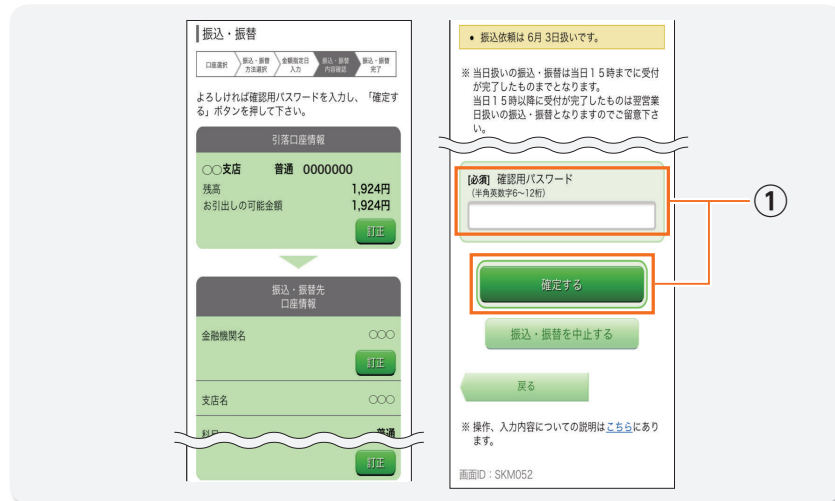 振込・振替
口座選択
振込・振替
方法選択
金額指定日
入力
振込・振替
内容確認
振込・振替
完了
よろしければ確認用パスワードを入力し、「確定す
る」ボタンを押して下さい。
引落口座情報
○○支店 普通 0000000
残高 1,924円
お引出しの可能金額 1,924円
訂正
振込・振替先
口座情報
金融機関名 ○○○
訂正
支店名 ○○○
科目 普通
訂正
• 振込依頼は 6月 3日扱いです。
※ 当日扱いの振込・振替は当日15時までに受付
が完了したものまでとなります。
当日15時以降に受付が完了したものは翌営業
日扱いの振込・振替となりますのでご留意下さ
い。
[必須] 確認用パスワード
(半角英数字6~12桁)
①
確定する
振込・振替を中止する
戻る
※ 操作、入力内容についての説明はこちらにあり
ます。
画面ID：SKM052